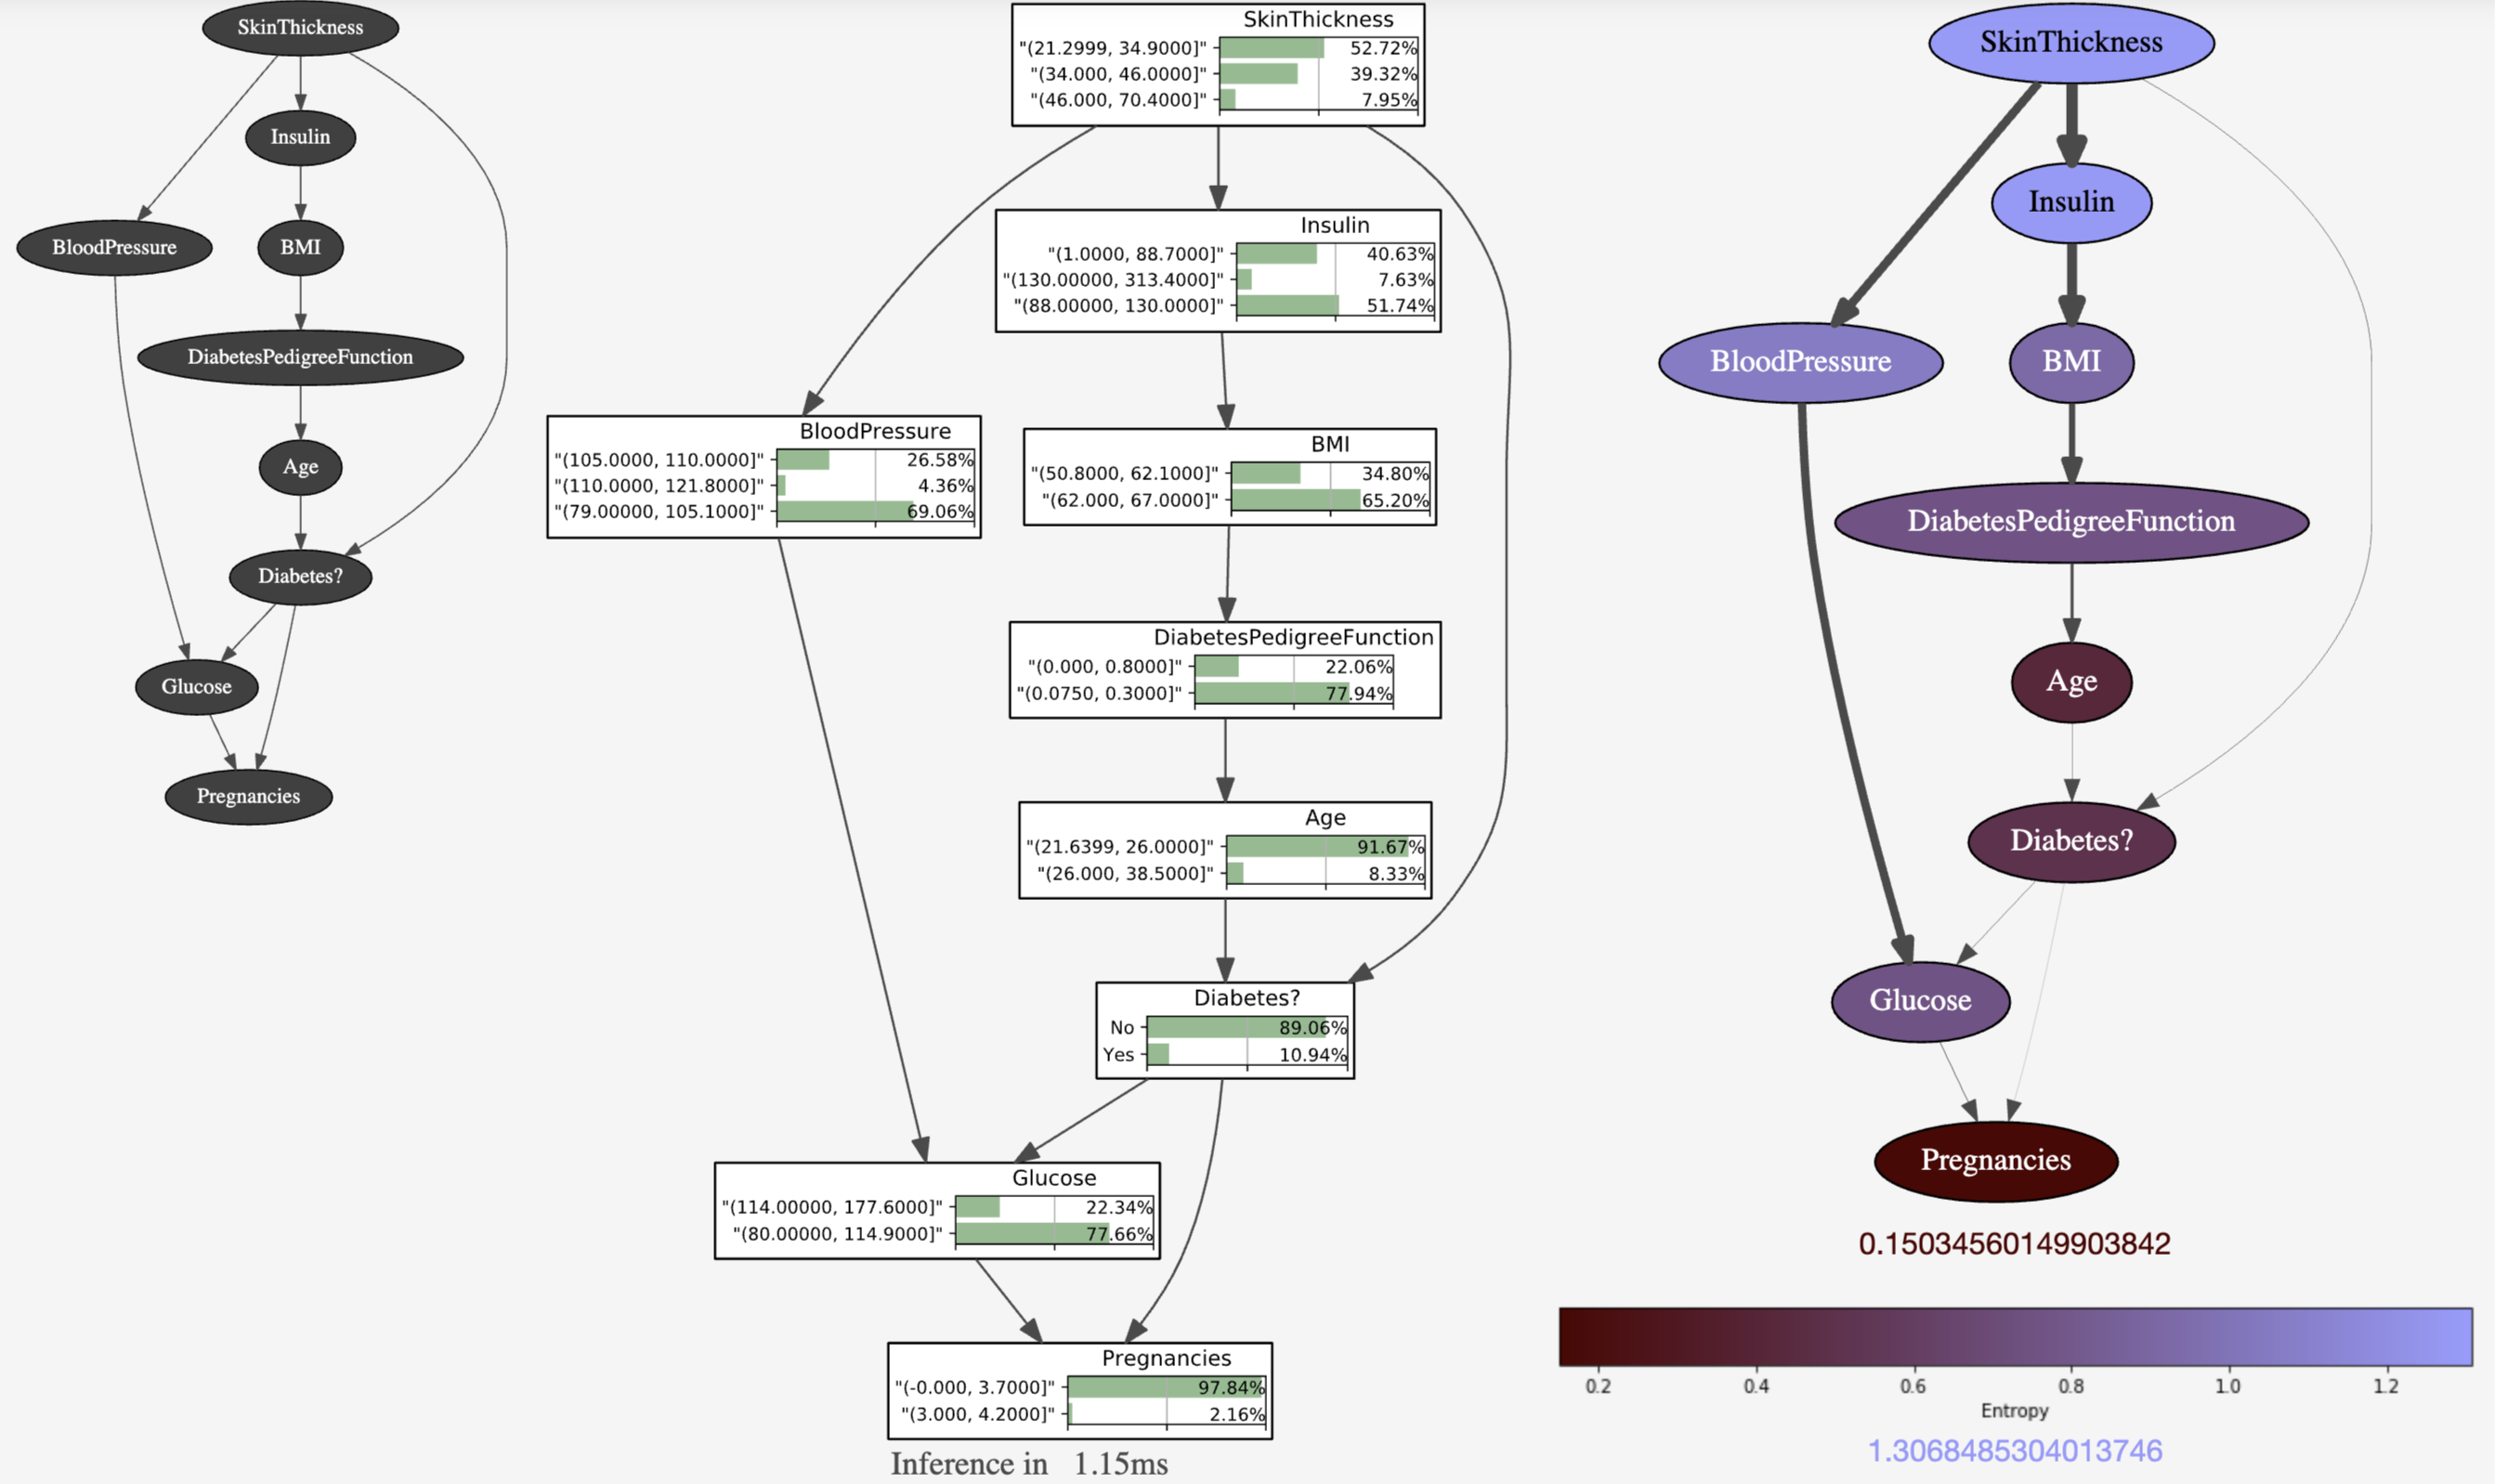 SkinThickness
Insulin
BloodPressure
BMI
DiabetesPedigreeFunction
Age
Diabetes?
Glucose
Pregnancies
SkinThickness
"(21.2999, 34.9000]" 52.72%
"(34.000, 46.0000]" 39.32%
"(46.000, 70.4000]" 7.95%
Insulin
"(1.0000, 88.7000]" 40.63%
"(130.00000, 313.4000]" 7.63%
"(88.00000, 130.0000]" 51.74%
BloodPressure
"(105.0000, 110.0000]" 26.58%
"(110.0000, 121.8000]" 4.36%
"(79.00000, 105.1000]" 69.06%
BMI
"(50.8000, 62.1000]" 34.80%
"(62.000, 67.0000]" 65.20%
DiabetesPedigreeFunction
"(0.000, 0.8000]" 22.06%
"(0.0750, 0.3000]" 77.94%
Age
"(21.6399, 26.0000]" 91.67%
"(26.000, 38.5000]" 8.33%
Diabetes?
No 89.06%
Yes 10.94%
Glucose
"(114.00000, 177.6000]" 22.34%
"(80.00000, 114.9000]" 77.66%
Pregnancies
"(-0.000, 3.7000]" 97.84%
"(3.000, 4.2000]" 2.16%
Inference in 1.15ms
SkinThickness
Insulin
BloodPressure
BMI
DiabetesPedigreeFunction
Age
Diabetes?
Glucose
Pregnancies
0.15034560149903842
0.2 0.4 0.6 0.8 1.0 1.2
Entropy
1.3068485304013746